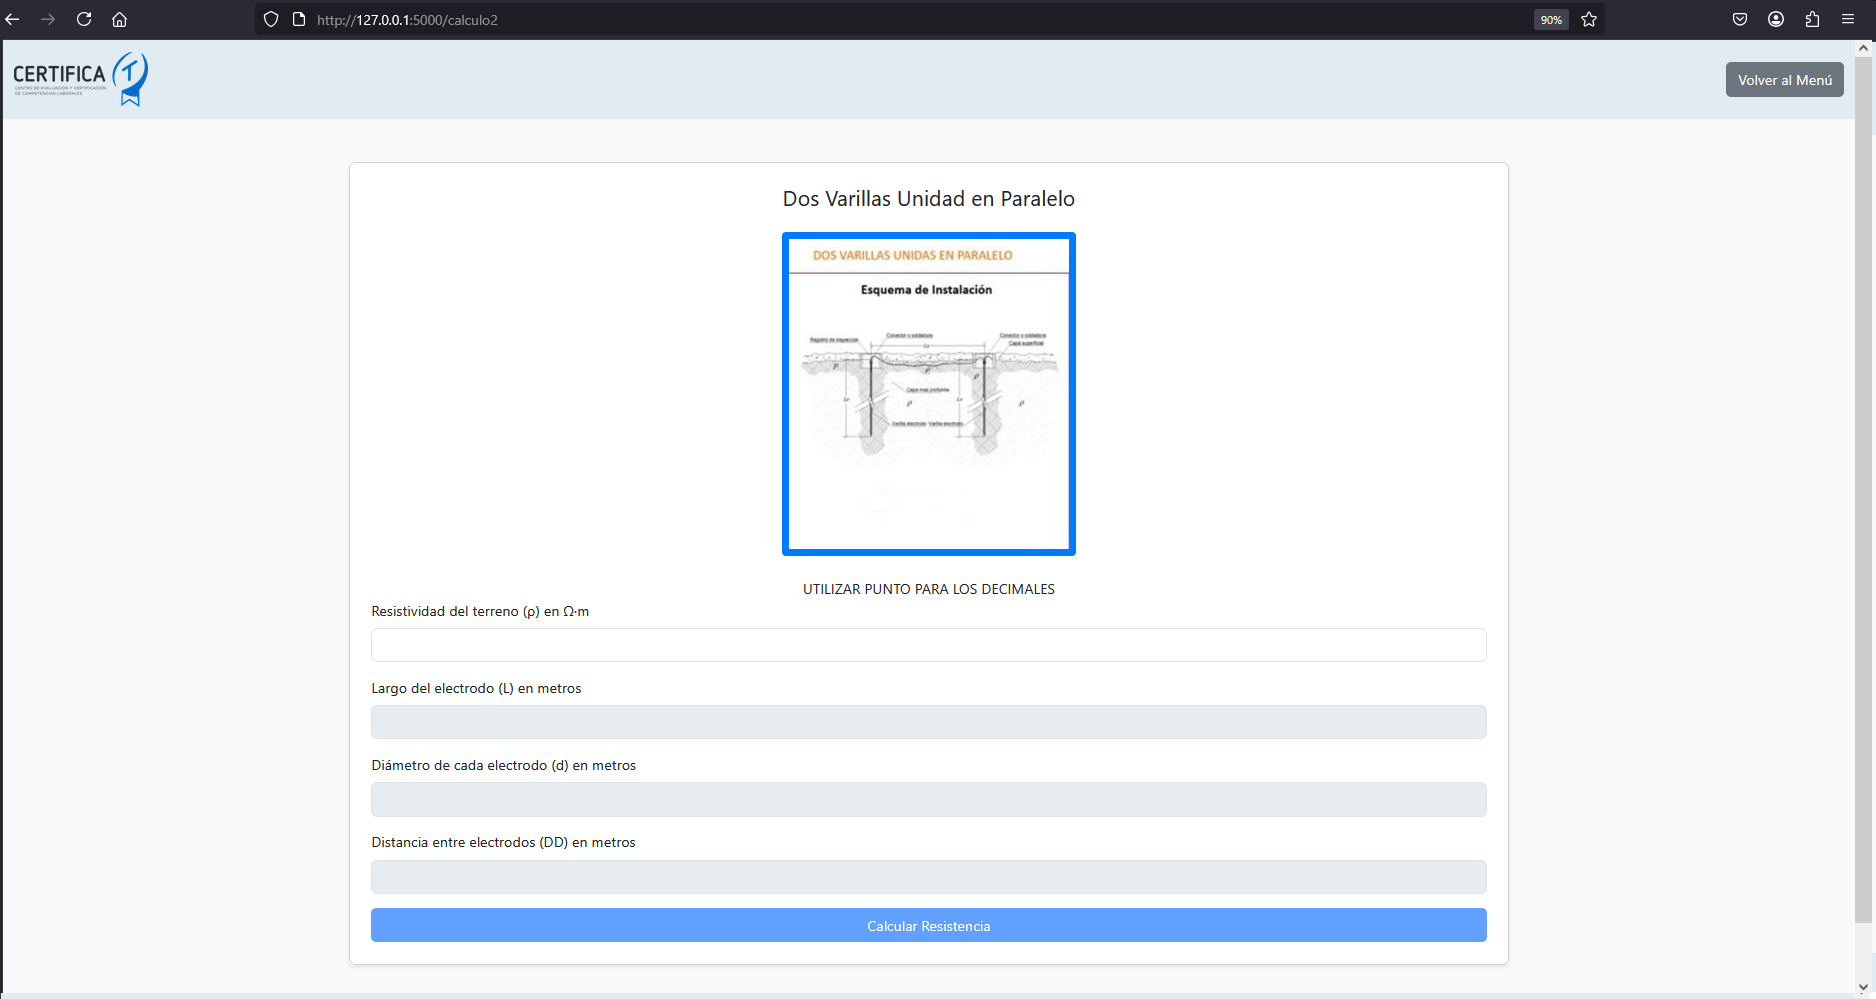 http://127.0.0.1:5000/calculo2
90%
CERTIFICA T
CENTRO DE EVALUACIÓN Y CERTIFICACIÓN
DE COMPETENCIAS LABORALES
Volver al Menú
Dos Varillas Unidad en Paralelo
DOS VARILLAS UNIDAS EN PARALELO
Esquema de Instalación
Conector o soldadura
Conector o soldadura
Registro de inspeccion
Capa superficial
Capa mas profunda
ρ
ρ
ρ
ρ
ρ
Varilla electrodo Varilla electrodo
UTILIZAR PUNTO PARA LOS DECIMALES
Resistividad del terreno (ρ) en Ω·m
Largo del electrodo (L) en metros
Diámetro de cada electrodo (d) en metros
Distancia entre electrodos (DD) en metros
Calcular Resistencia